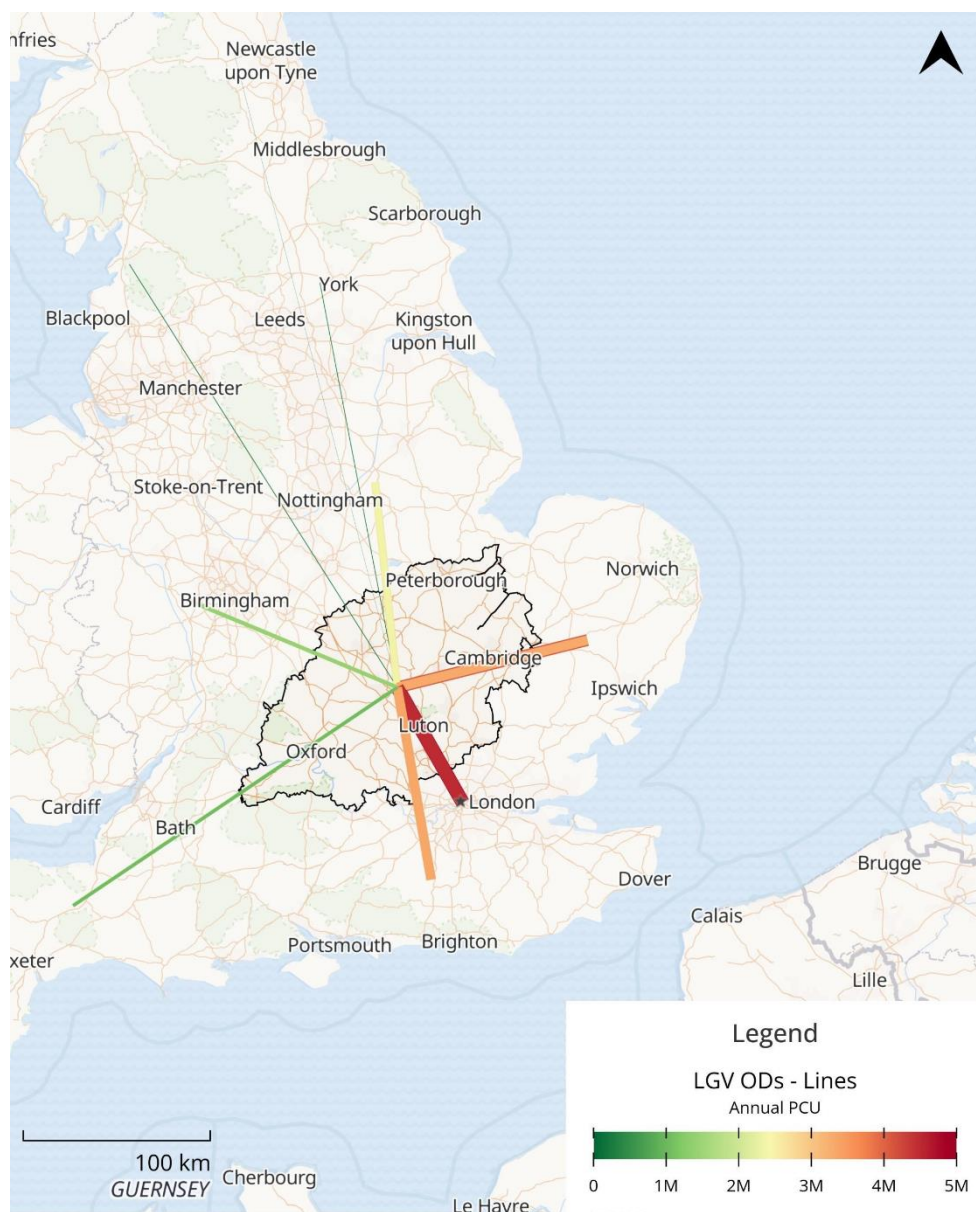 nfries
Newcastle
upon Tyne
Middlesbrough
Scarborough
York
Blackpool
Leeds
Kingston
upon Hull
Manchester
Stoke-on-Trent
Nottingham
Peterborough
Norwich
Birmingham
Cambridge
Ipswich
Luton
Oxford
London
Cardiff
Bath
Dover
Brugge
Calais
Portsmouth
Brighton
xeter
Lille
Legend
LGV ODs - Lines
Annual PCU
0 1M 2M 3M 4M 5M
100 km
GUERNSEY
Cherbourg
Le Havre